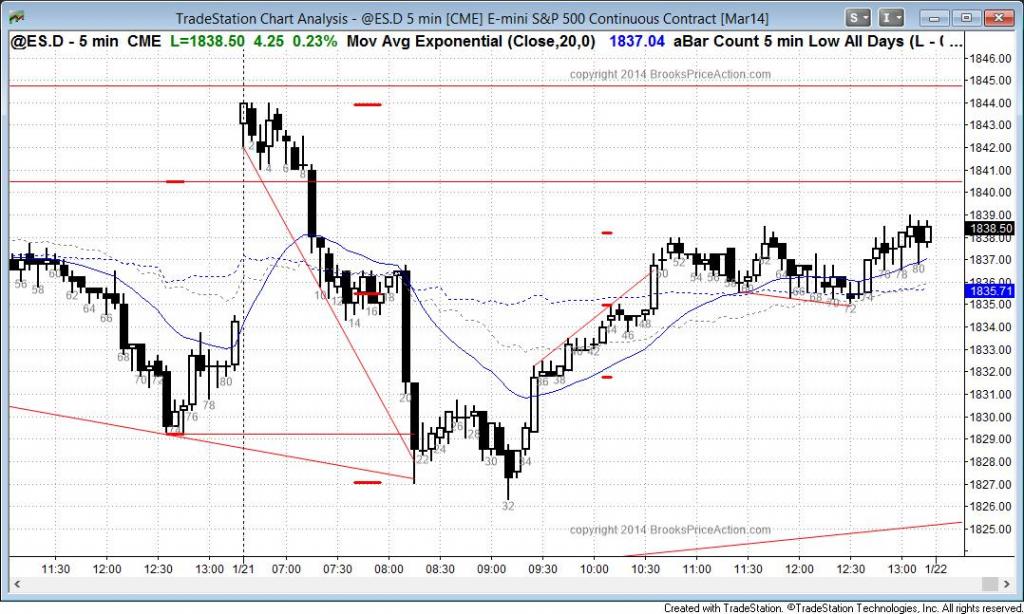 TradeStation Chart Analysis - @ES.D 5 min [CME] E-mini S&P 500 Continuous Contract [Mar14]
S I
@ES.D - 5 min CME L=1838.50 4.25 0.23% Mov Avg Exponential (Close,20,0) 1837.04 aBar Count 5 min Low All Days (L - ( ...
copyright 2014 BrooksPriceAction.com
1846.00
1845.00
1844.00
1843.00
1842.00
1841.00
1840.00
1839.00
1838.50
1838.00
1837.00
1835.71
1835.00
1834.00
1833.00
1832.00
1831.00
1830.00
1829.00
1828.00
1827.00
1826.00
1825.00
2 4 6 8
56 58 60 62 64 66 68 70 72 76 78 80
10 12 14 16 18 20 22 24 26 28 30 32 34 36 38 40 42 44 46 48 50 52 54 56 58
66 68 70 72 74 76 78 80
copyright 2014 BrooksPriceAction.com
11:30 12:00 12:30 13:00 1/21 07:00 07:30 08:00 08:30 09:00 09:30 10:00 10:30 11:00 11:30 12:00 12:30 13:00 1/22
Created with TradeStation. ©TradeStation Technologies, Inc. All rights reserved.